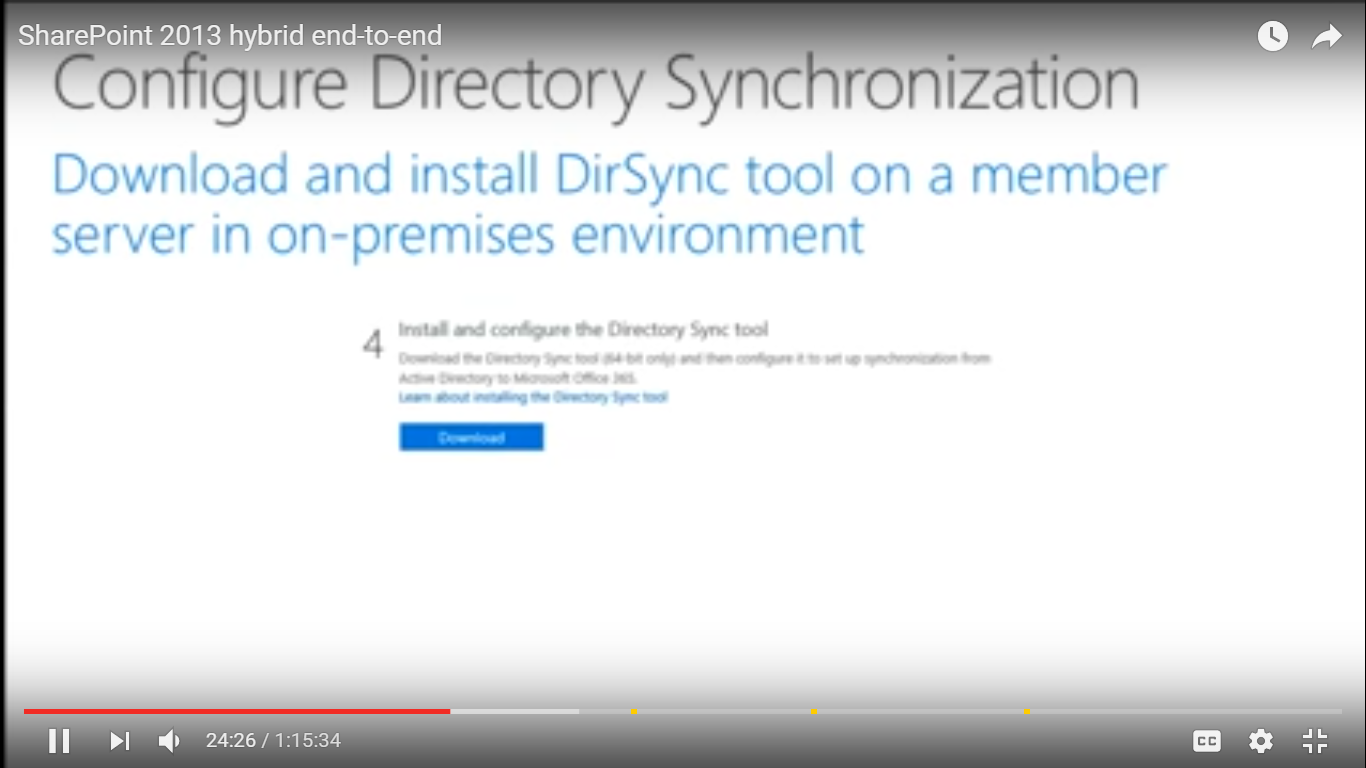 SharePoint 2013 hybrid end-to-end
Configure Directory Synchronization
Download and install DirSync tool on a member
server in on-premises environment
4
Install and configure the Directory Sync tool
Download the Directory Sync tool (64-bit only) and then configure it to set up synchronization from
Active Directory to Microsoft Office 365.
Learn about installing the Directory Sync tool
Download
24:26 / 1:15:34
CC